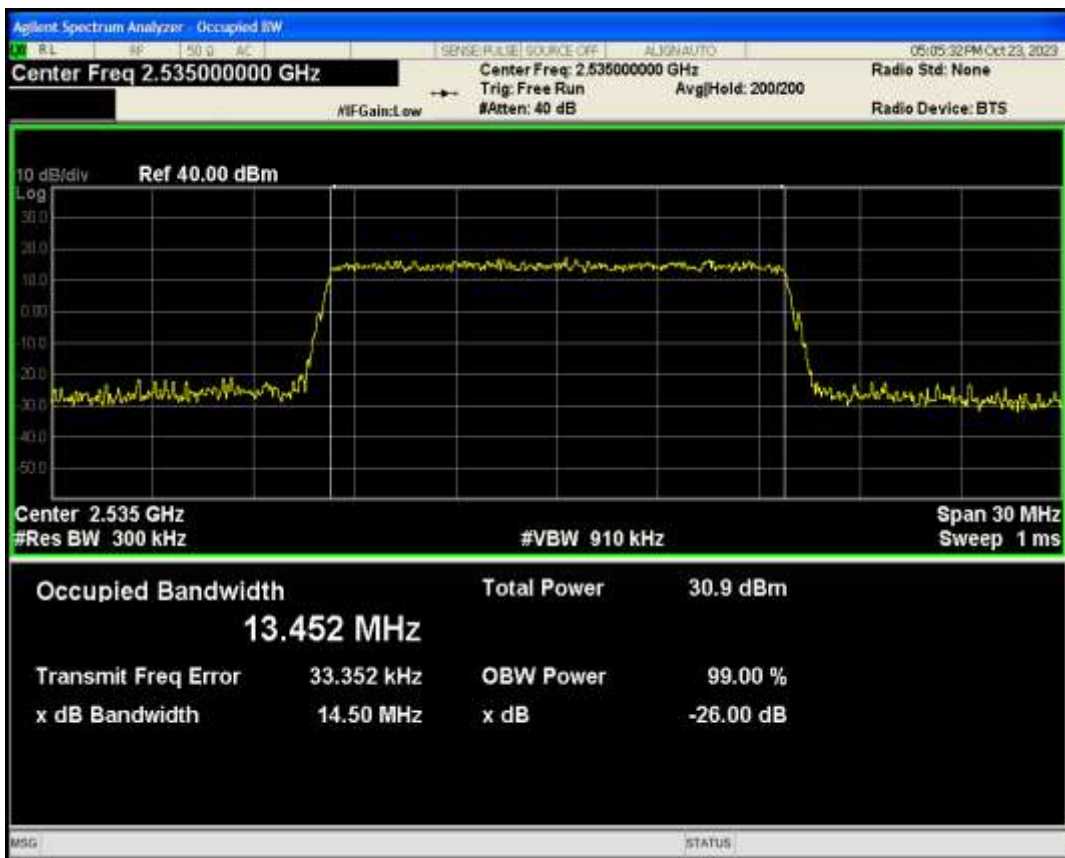 Agilent Spectrum Analyzer - Occupied BW
RL RF 50 Ω AC SENSE:PULSE SOURCE OFF ALIGN AUTO 05:05:32 PM Oct 23, 2023
Center Freq 2.535000000 GHz Center Freq: 2.535000000 GHz Radio Std: None
Trig: Free Run Avg|Hold: 200/200
#IFGain:Low #Atten: 40 dB Radio Device: BTS
10 dB/div Ref 40.00 dBm
Log
30.0
20.0
10.0
0.00
-10.0
-20.0
-30.0
-40.0
-50.0
Center 2.535 GHz Span 30 MHz
#Res BW 300 kHz #VBW 910 kHz Sweep 1 ms
Occupied Bandwidth Total Power 30.9 dBm
13.452 MHz
Transmit Freq Error 33.352 kHz OBW Power 99.00 %
x dB Bandwidth 14.50 MHz x dB -26.00 dB
MSG STATUS